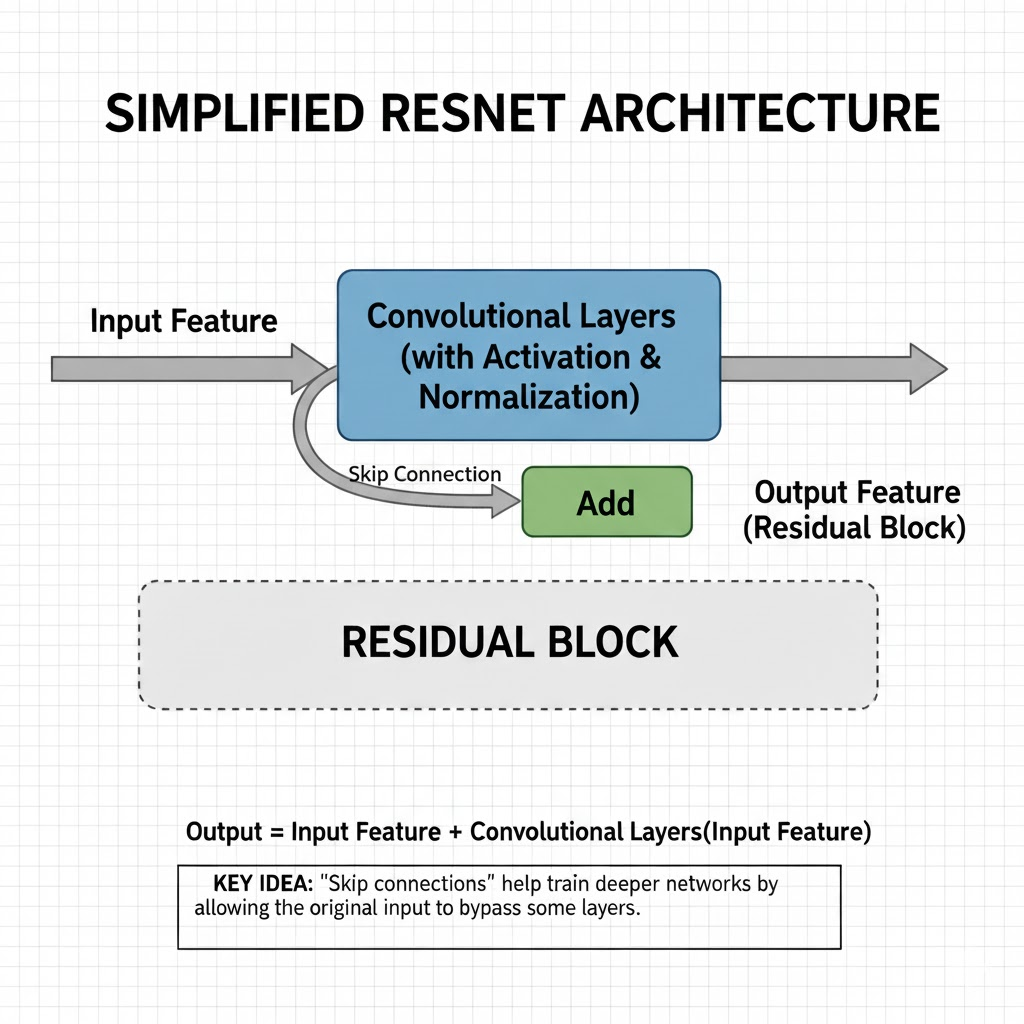 SIMPLIFIED RESNET ARCHITECTURE
Input Feature
Convolutional Layers
(with Activation &
Normalization)
Skip Connection
Add
Output Feature
(Residual Block)
RESIDUAL BLOCK
Output = Input Feature + Convolutional Layers(Input Feature)
KEY IDEA: "Skip connections" help train deeper networks by
allowing the original input to bypass some layers.